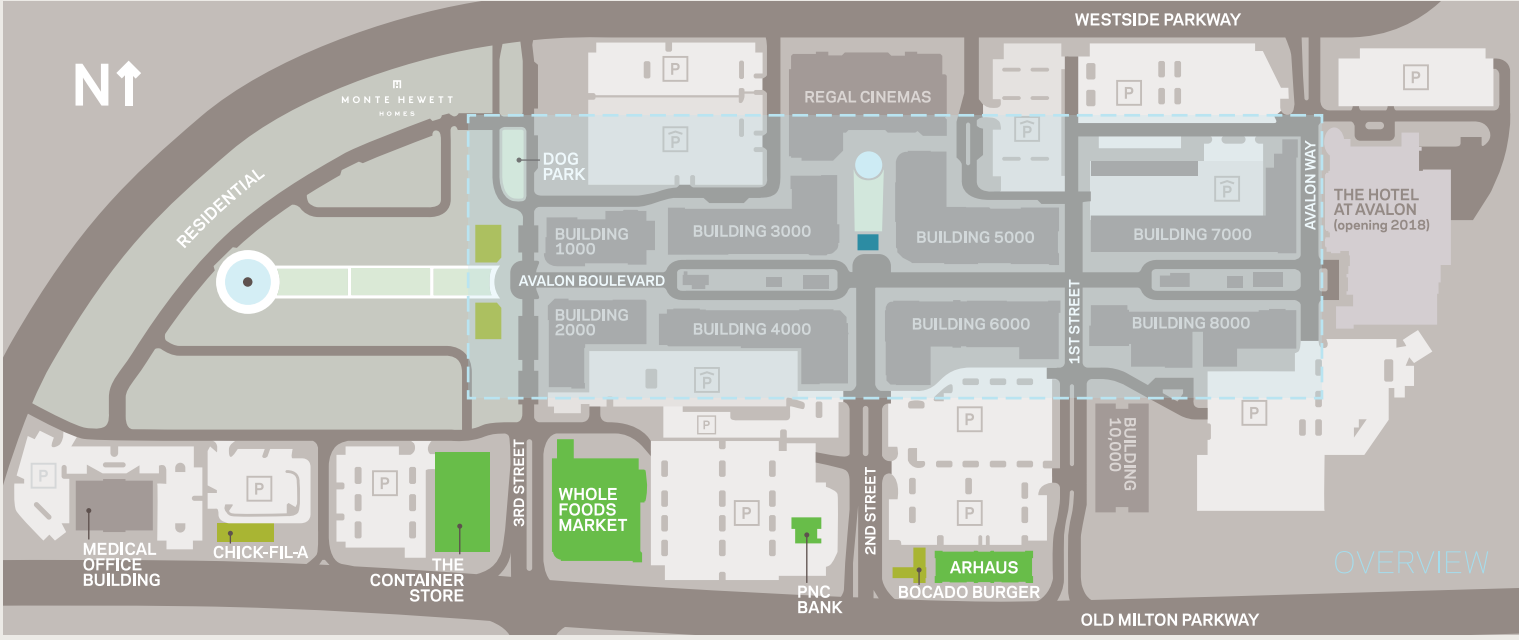 WESTSIDE PARKWAY
N
MONTE HEWETT
HOMES
P
P
P
REGAL CINEMAS
P
P
P
RESIDENTIAL
DOG
PARK
P
AVALON WAY
THE HOTEL
AT AVALON
(opening 2018)
BUILDING
1000
BUILDING 3000
BUILDING 5000
BUILDING 7000
AVALON BOULEVARD
BUILDING
2000
BUILDING 4000
BUILDING 6000
1ST STREET
BUILDING 8000
P
P
P
P
BUILDING
10,000
P
P
P
3RD STREET
WHOLE
FOODS
MARKET
P
2ND STREET
P
MEDICAL
OFFICE
BUILDING
CHICK-FIL-A
THE
CONTAINER
STORE
PNC
BANK
ARHAUS
BOCADO BURGER
OVERVIEW
OLD MILTON PARKWAY